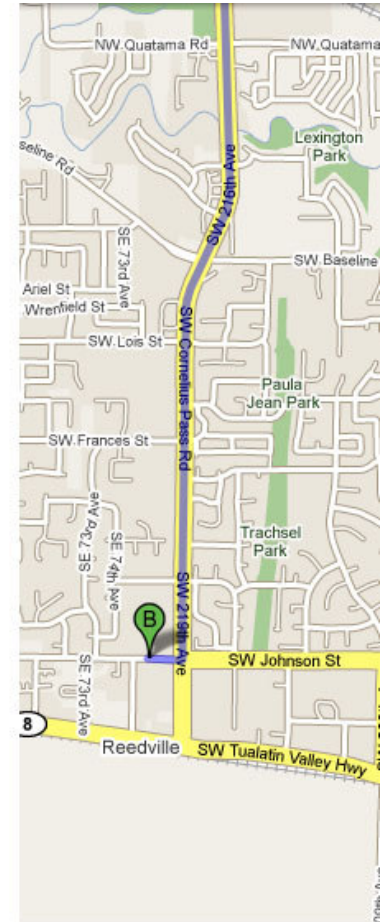 NW Quatama Rd
NW Quatama
Lexington
Park
seline Rd
SW 216th Ave
SE 73rd Ave
SW Baseline
Ariel St
Wrenfield St
SW Lois St
SW Cornelius Pass Rd
Paula
Jean Park
SW Frances St
SE 73rd Ave
SE 74th Ave
Trachsel
Park
SW 219th Ave
B
SW Johnson St
SE 73rd Ave
8
Reedville
SW Tualatin Valley Hwy